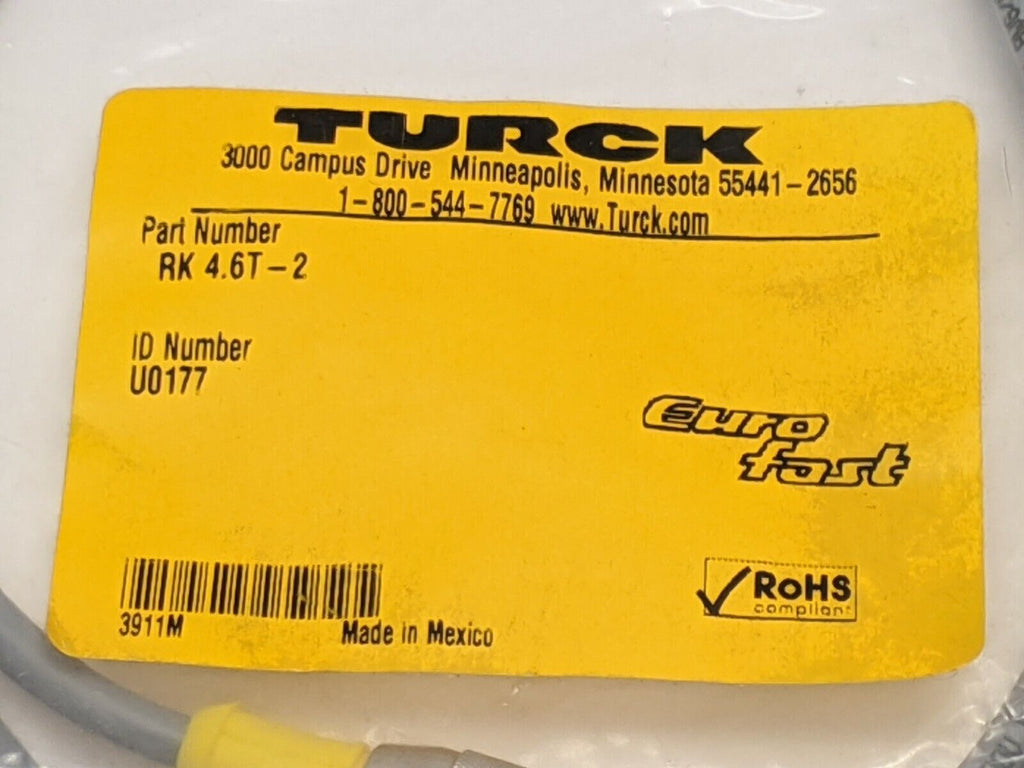 TURCK
3000 Campus Drive Minneapolis, Minnesota 55441-2656
1-800-544-7769 www.Turck.com
Part Number
RK 4.6T-2
ID Number
U0177
Euro
fast
RoHS
compliant
3911M
Made in Mexico